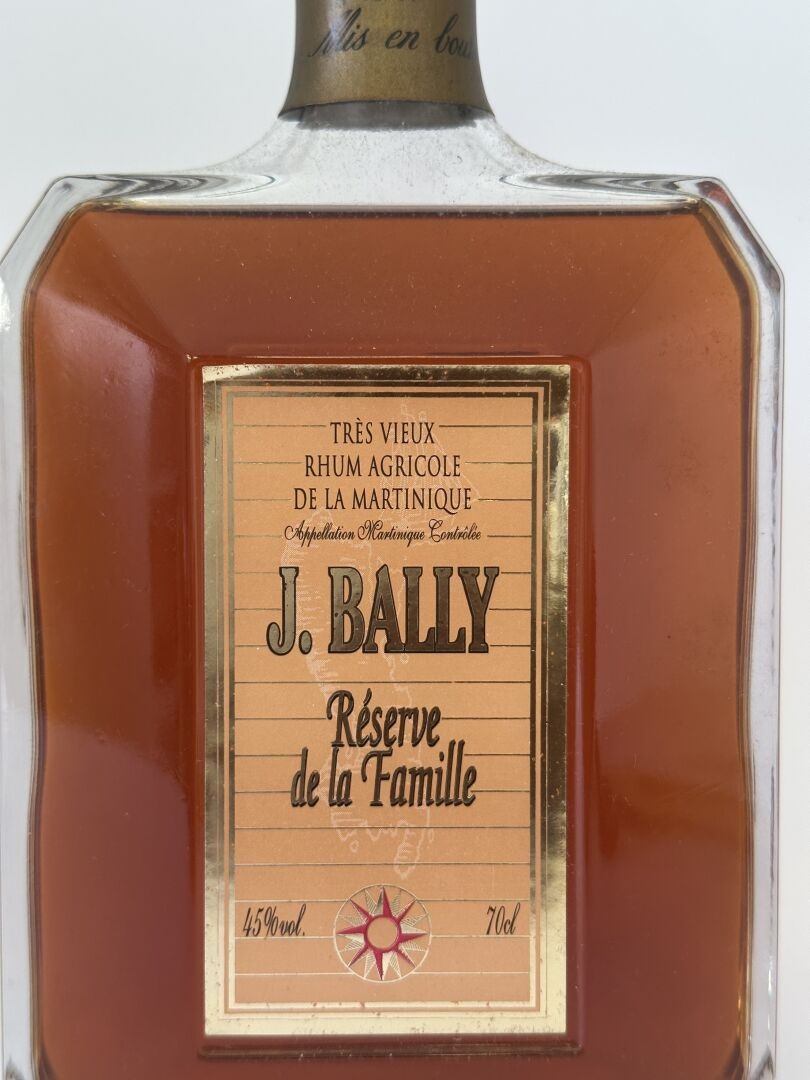 Mis en
TRÈS VIEUX
RHUM AGRICOLE
DE LA MARTINIQUE
Appellation Martinique Contrôlée
J. BALLY
Réserve
de la Famille
45%vol.
70cl